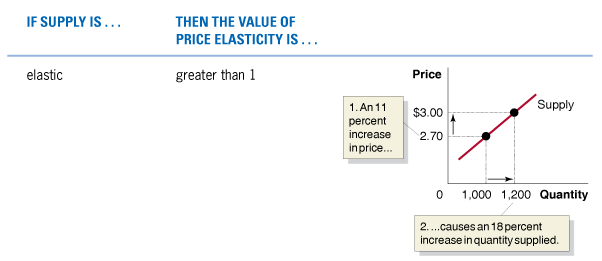 IF SUPPLY IS . . .
THEN THE VALUE OF
PRICE ELASTICITY IS . . .
elastic
greater than 1
Price
1. An 11
percent
increase
in price...
$3.00
2.70
Supply
0
1,000
1,200
Quantity
2. ...causes an 18 percent
increase in quantity supplied.